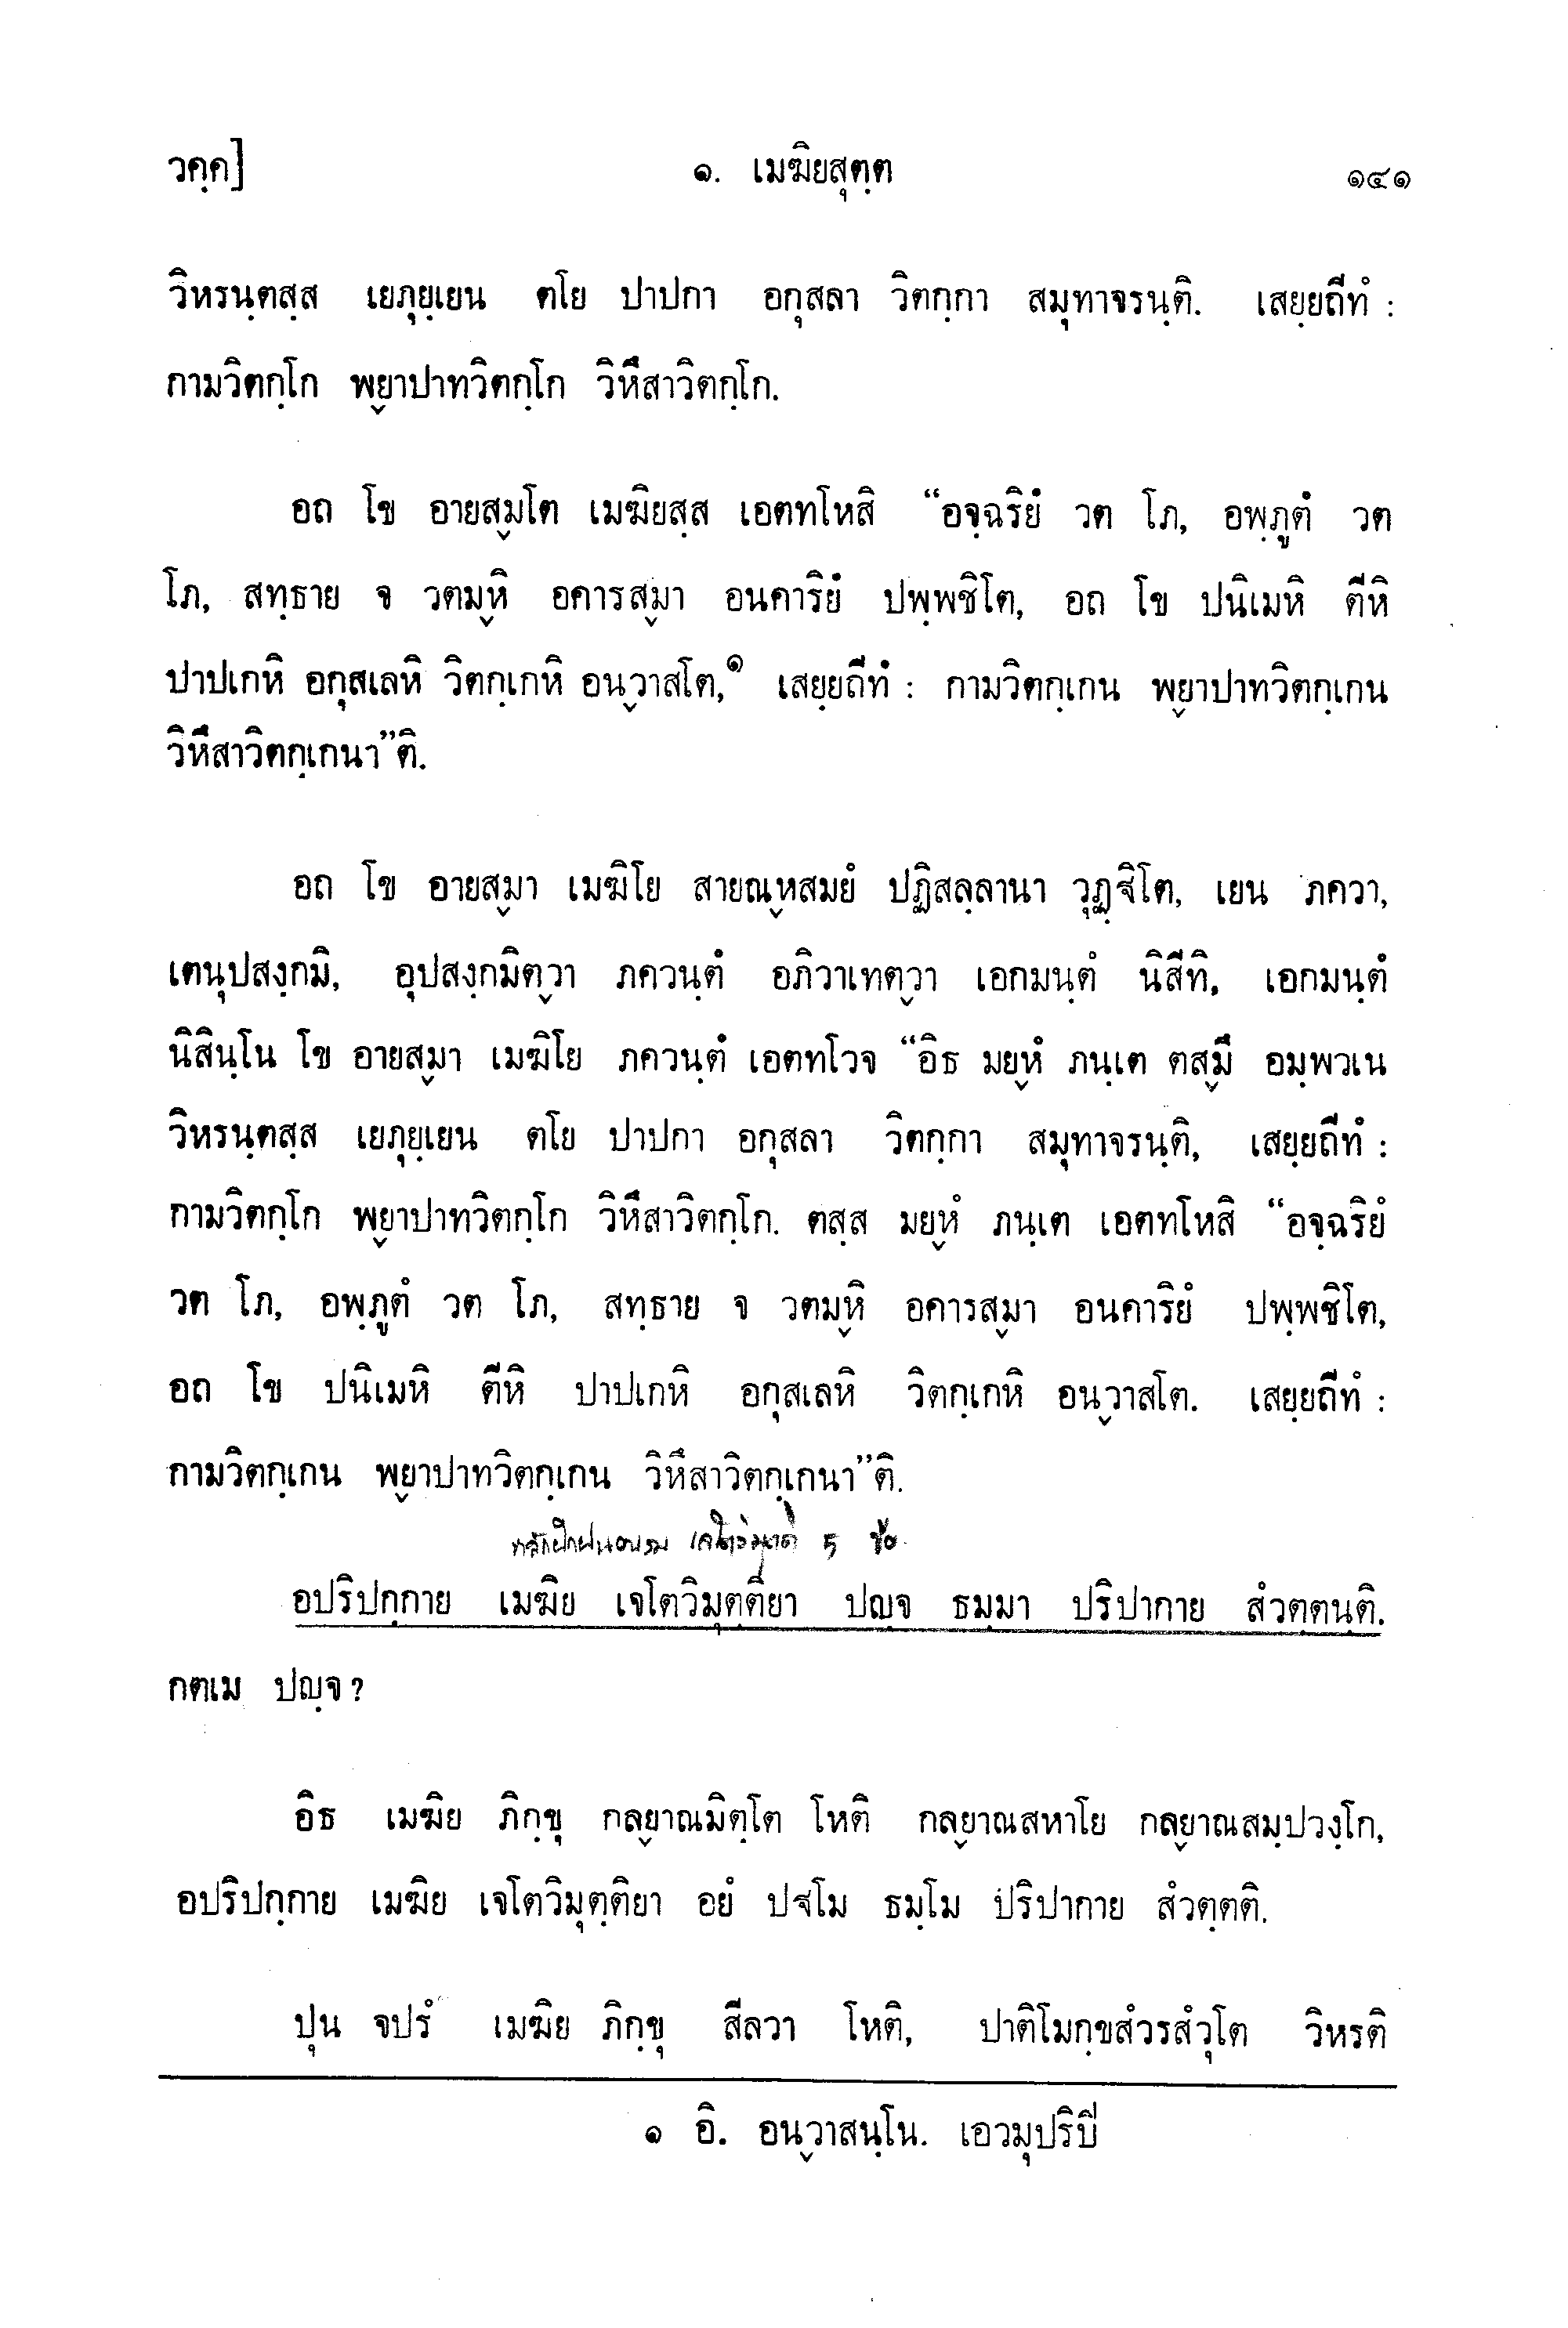 วคฺค] ๑. เมฆิยสุตฺต ๑๔๑
วิหรนฺตสฺส เยภุยฺเยน ตโย ปาปกา อกุสลา วิตกฺกา สมุทาจรนฺติ. เสยฺยถีทํ :
กามวิตกฺโก พฺยาปาทวิตกฺโก วิหึสาวิตกฺโก.
อถ โข อายสฺมโต เมฆิยสฺส เอตทโหสิ “อจฺฉริยํ วต โภ, อพฺภูตํ วต
โภ, สทฺธาย จ วตมฺหิ อคารสฺมา อนคาริยํ ปพฺพชิโต, อถ โข ปนิเมหิ ตีหิ
ปาปเกหิ อกุสเลหิ วิตกฺเกหิ อนฺวาสโต,๑ เสยฺยถีทํ : กามวิตกฺเกน พฺยาปาทวิตกฺเกน
วิหึสาวิตกฺเกนา”ติ.
อถ โข อายสฺมา เมฆิโย สายณฺหสมยํ ปฏิสลฺลานา วุฏฺฐิโต, เยน ภควา,
เตนุปสงฺกมิ, อุปสงฺกมิตฺวา ภควนฺตํ อภิวาเทตฺวา เอกมนฺตํ นิสีทิ, เอกมนฺตํ
นิสินฺโน โข อายสฺมา เมฆิโย ภควนฺตํ เอตทโวจ “อิธ มยฺหํ ภนฺเต ตสฺมึ อมฺพวเน
วิหรนฺตสฺส เยภุยฺเยน ตโย ปาปกา อกุสลา วิตกฺกา สมุทาจรนฺติ, เสยฺยถีทํ :
กามวิตกฺโก พฺยาปาทวิตกฺโก วิหึสาวิตกฺโก. ตสฺส มยฺหํ ภนฺเต เอตทโหสิ “อจฺฉริยํ
วต โภ, อพฺภูตํ วต โภ, สทฺธาย จ วตมฺหิ อคารสฺมา อนคาริยํ ปพฺพชิโต,
อถ โข ปนิเมหิ ตีหิ ปาปเกหิ อกุสเลหิ วิตกฺเกหิ อนฺวาสโต. เสยฺยถีทํ :
กามวิตกฺเกน พฺยาปาทวิตกฺเกน วิหึสาวิตกฺเกนา”ติ.
เจโตวิมุตติ 5 ข้อ
อปริปกฺกาย เมฆิย เจโตวิมุตฺติยา ปญฺจ ธมฺมา ปริปากาย สํวตฺตนฺติ.
กตเม ปญฺจ?
อิธ เมฆิย ภิกฺขุ กลฺยาณมิตฺโต โหติ กลฺยาณสหาโย กลฺยาณสมฺปวงฺโก,
อปริปกฺกาย เมฆิย เจโตวิมุตฺติยา อยํ ปฐโม ธมฺโม ปริปากาย สํวตฺตติ.
ปุน จปรํ เมฆิย ภิกฺขุ สีลวา โหติ, ปาติโมกฺขสํวรสํวุโต วิหรติ
๑ อิ. อนฺวาสนฺโน. เอวมุปริปิ